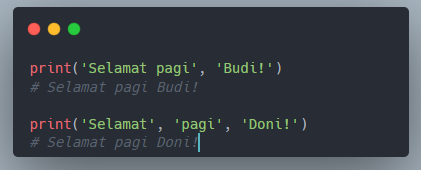 print('Selamat pagi', 'Budi!')
# Selamat pagi Budi!
print('Selamat', 'pagi', 'Doni!')
# Selamat pagi Doni!